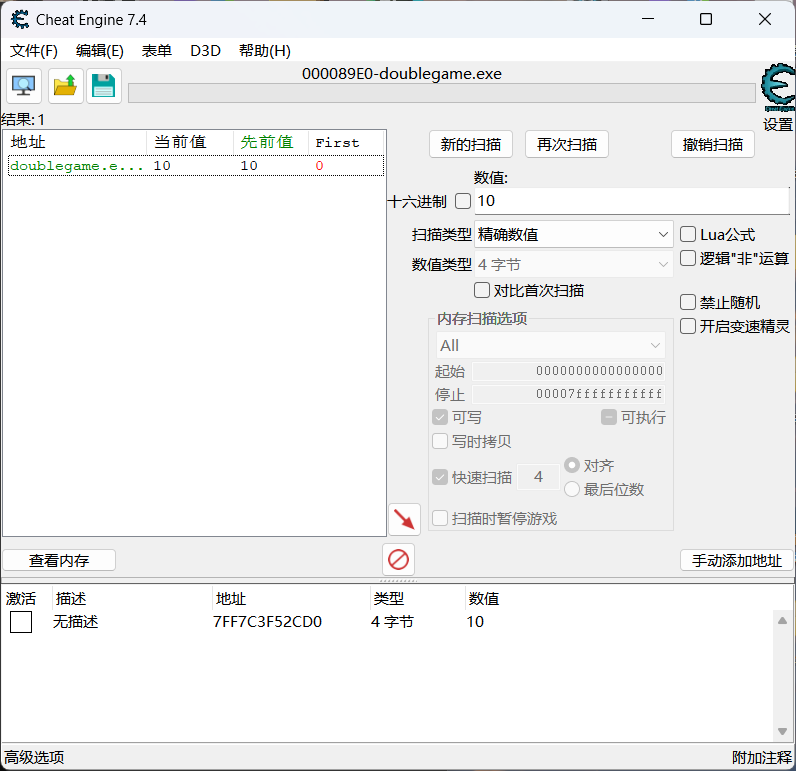 Cheat Engine 7.4
文件(F) 编辑(E) 表单 D3D 帮助(H)
000089E0-doublegame.exe
结果: 1
设置
地址 当前值 先前值 First
doublegame.e... 10 10 0
新的扫描 再次扫描 撤销扫描
数值:
十六进制 10
扫描类型 精确数值 Lua公式
数值类型 4 字节 逻辑"非"运算
对比首次扫描
禁止随机
内存扫描选项 开启变速精灵
All
起始 0000000000000000
停止 00007fffffffffff
可写 可执行
写时拷贝
快速扫描 4 对齐
最后位数
扫描时暂停游戏
查看内存 手动添加地址
激活 描述 地址 类型 数值
无描述 7FF7C3F52CD0 4 字节 10
高级选项 附加注释